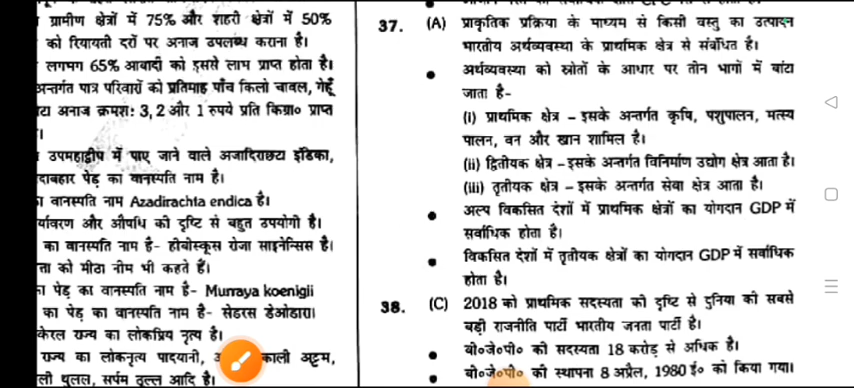 ग्रामीण क्षेत्रों में 75% और शहरी क्षेत्रों में 50%
को रियायती दरों पर अनाज उपलब्ध कराना है।
लगभग 65% आबादी को इससे लाभ प्राप्त होता है।
अन्तर्गत पात्र परिवारों को प्रतिमाह पाँच किलो चावल, गेहूँ
टा अनाज क्रमशः 3, 2 और 1 रुपये प्रति किग्रा० प्राप्त
उपमहाद्वीप में पाए जाने वाले अजादिराछटा इंडिका,
दाबहार पेड़ का वानस्पति नाम है।
वानस्पति नाम Azadirachta endica है।
र्यावरण और औषधि की दृष्टि से बहुत उपयोगी है।
का वानस्पति नाम है- हीबीस्कूस रोजा साइनेन्सिस है।
त्ता को मीठा नीम भी कहते हैं।
पेड़ का वानस्पति नाम है- Murraya koenigii
का पेड़ का वानस्पति नाम है- सेडरस डेओडारा।
केरल राज्य का लोकप्रिय नृत्य है।
राज्य का लोकनृत्य पादयानी, काली अट्टम,
ली थुलल, सर्पम तुल्ल आदि है।
37. (A) प्राकृतिक प्रक्रिया के माध्यम से किसी वस्तु का उत्पादन
भारतीय अर्थव्यवस्था के प्राथमिक क्षेत्र से संबंधित है।
● अर्थव्यवस्था को स्रोतों के आधार पर तीन भागों में बांटा
जाता है-
(i) प्राथमिक क्षेत्र - इसके अन्तर्गत कृषि, पशुपालन, मत्स्य
पालन, वन और खान शामिल है।
(ii) द्वितीयक क्षेत्र - इसके अन्तर्गत विनिर्माण उद्योग क्षेत्र आता है।
(iii) तृतीयक क्षेत्र - इसके अन्तर्गत सेवा क्षेत्र आता है।
● अल्प विकसित देशों में प्राथमिक क्षेत्रों का योगदान GDP में
सर्वाधिक होता है।
● विकसित देशों में तृतीयक क्षेत्रों का योगदान GDP में सर्वाधिक
होता है।
38. (C) 2018 को प्राथमिक सदस्यता की दृष्टि से दुनिया की सबसे
बड़ी राजनीति पार्टी भारतीय जनता पार्टी है।
● बी०जे०पी० की सदस्यता 18 करोड़ से अधिक है।
● बी०जे०पी० की स्थापना 8 अप्रैल, 1980 ई० को किया गया।